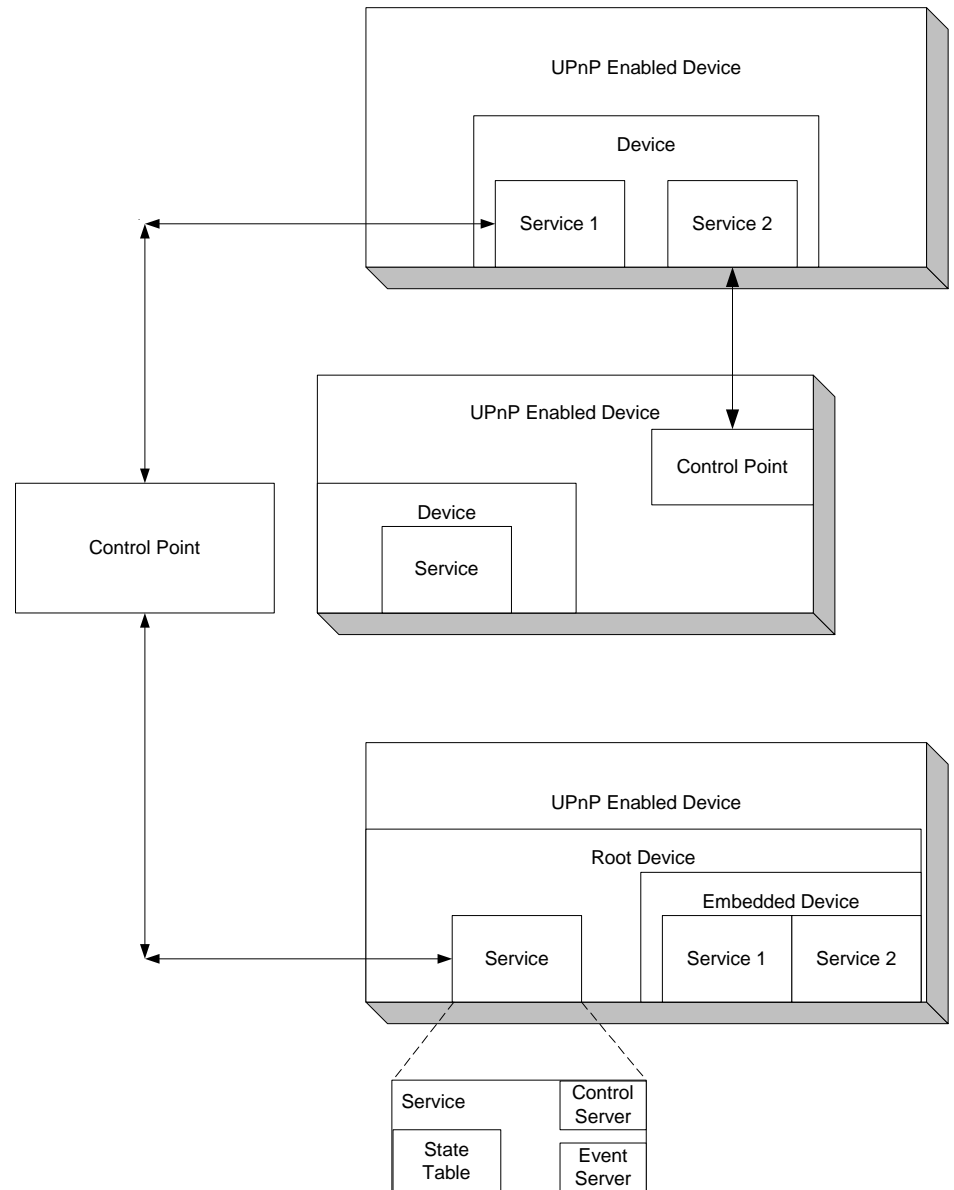 UPnP Enabled Device
Device
Service 1
Service 2
UPnP Enabled Device
Control Point
Device
Service
Control Point
UPnP Enabled Device
Root Device
Embedded Device
Service
Service 1
Service 2
Service
Control
Server
State
Table
Event
Server